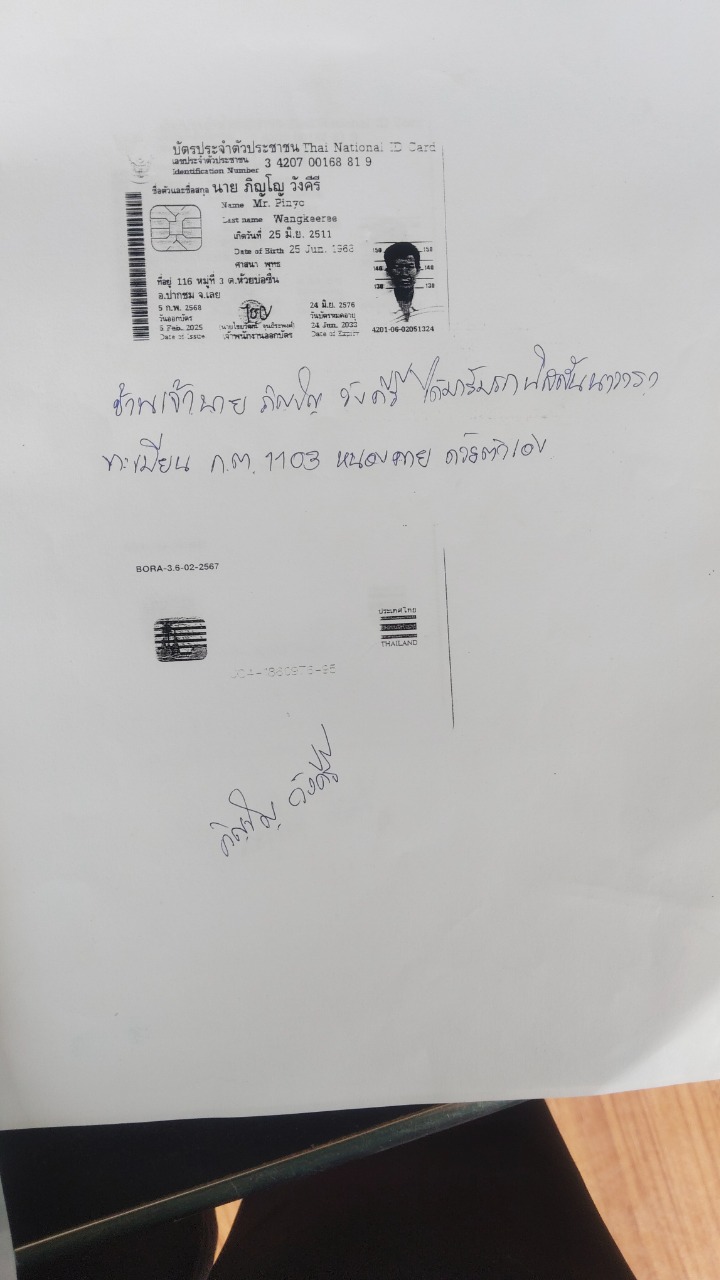 บัตรประจำตัวประชาชน Thai National ID Card
เลขประจำตัวประชาชน 3 4207 00168 81 9
Identification Number
ชื่อตัวและชื่อสกุล นาย ภิญโญ วังคีรี
Name Mr. Pinyo
Last name Wangkeeree
เกิดวันที่ 25 มิ.ย. 2511
Date of Birth 25 Jun. 1968
ศาสนา พุทธ
ที่อยู่ 116 หมู่ที่ 3 ต.ห้วยบ่อซืน
อ.ปากชม จ.เลย
5 ก.พ. 2568
วันออกบัตร
5 Feb. 2025
Date of Issue
เจ้าพนักงานออกบัตร
24 มิ.ย. 2576
วันบัตรหมดอายุ
24 Jun. 2033
Date of Expiry
150 150
140 140
130 130
4201-06-02051324
ข้าพเจ้านาย ภิญโญ วังคีรี ได้มารับ
ทะเบียน 1103 หนองคาย ด้วยตัวเอง
BORA-3.6-02-2567
ประเทศไทย
THAILAND
ภิญโญ วังคีรี